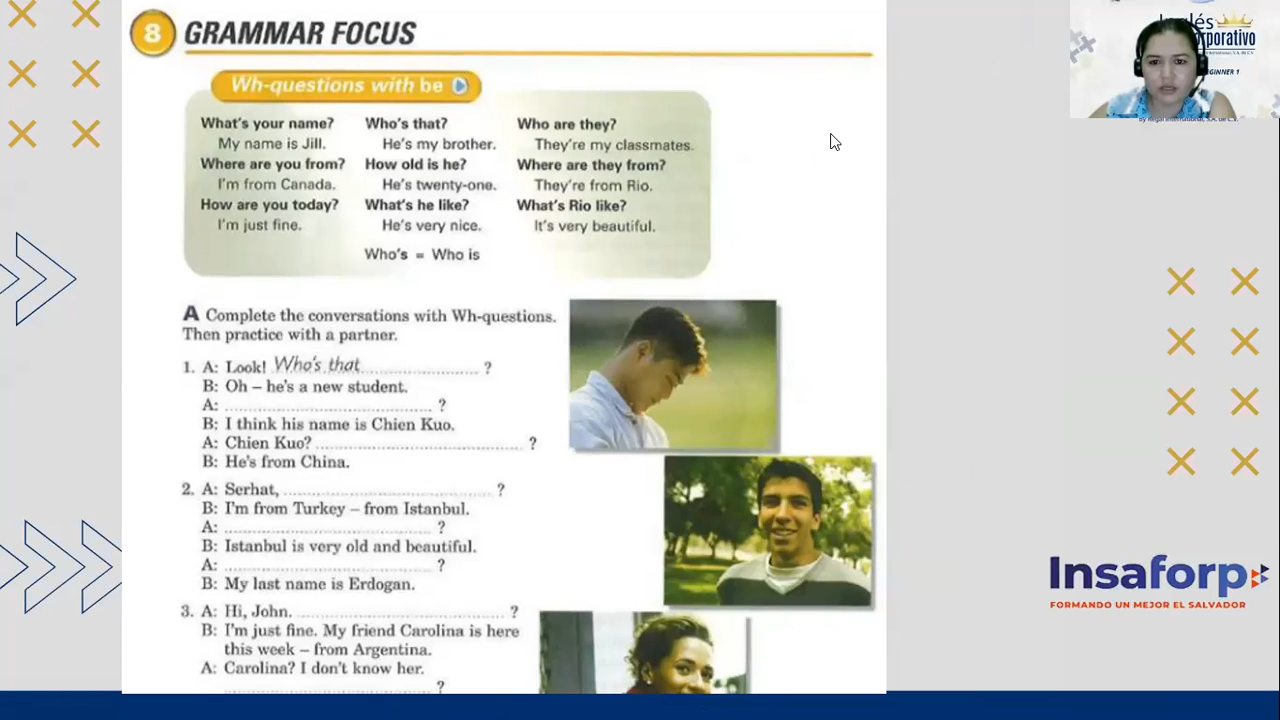 8 GRAMMAR FOCUS
Wh-questions with be
What's your name?
My name is Jill.
Where are you from?
I'm from Canada.
How are you today?
I'm just fine.
Who's that?
He's my brother.
How old is he?
He's twenty-one.
What's he like?
He's very nice.
Who's = Who is
Who are they?
They're my classmates.
Where are they from?
They're from Rio.
What's Rio like?
It's very beautiful.
A Complete the conversations with Wh-questions.
Then practice with a partner.
1. A: Look! Who's that ?
B: Oh – he's a new student.
A: ?
B: I think his name is Chien Kuo.
A: Chien Kuo? ?
B: He's from China.
2. A: Serhat, ?
B: I'm from Turkey – from Istanbul.
A: ?
B: Istanbul is very old and beautiful.
A: ?
B: My last name is Erdogan.
3. A: Hi, John. ?
B: I'm just fine. My friend Carolina is here
this week – from Argentina.
A: Carolina? I don't know her.
?
Insaforp
FORMANDO UN MEJOR EL SALVADOR